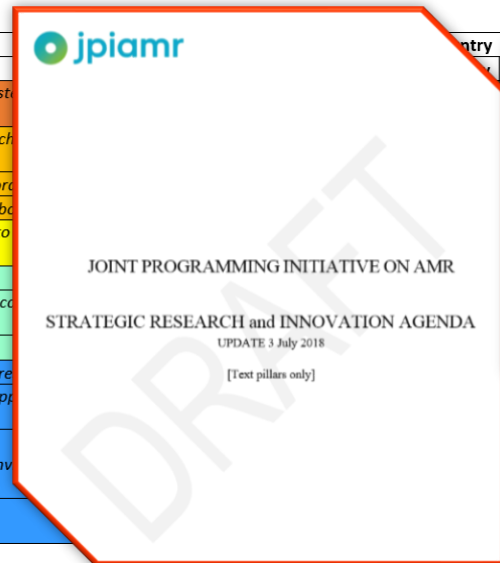 jpiamr
JOINT PROGRAMMING INITIATIVE ON AMR
STRATEGIC RESEARCH and INNOVATION AGENDA
UPDATE 3 July 2018
[Text pillars only]
DRAFT